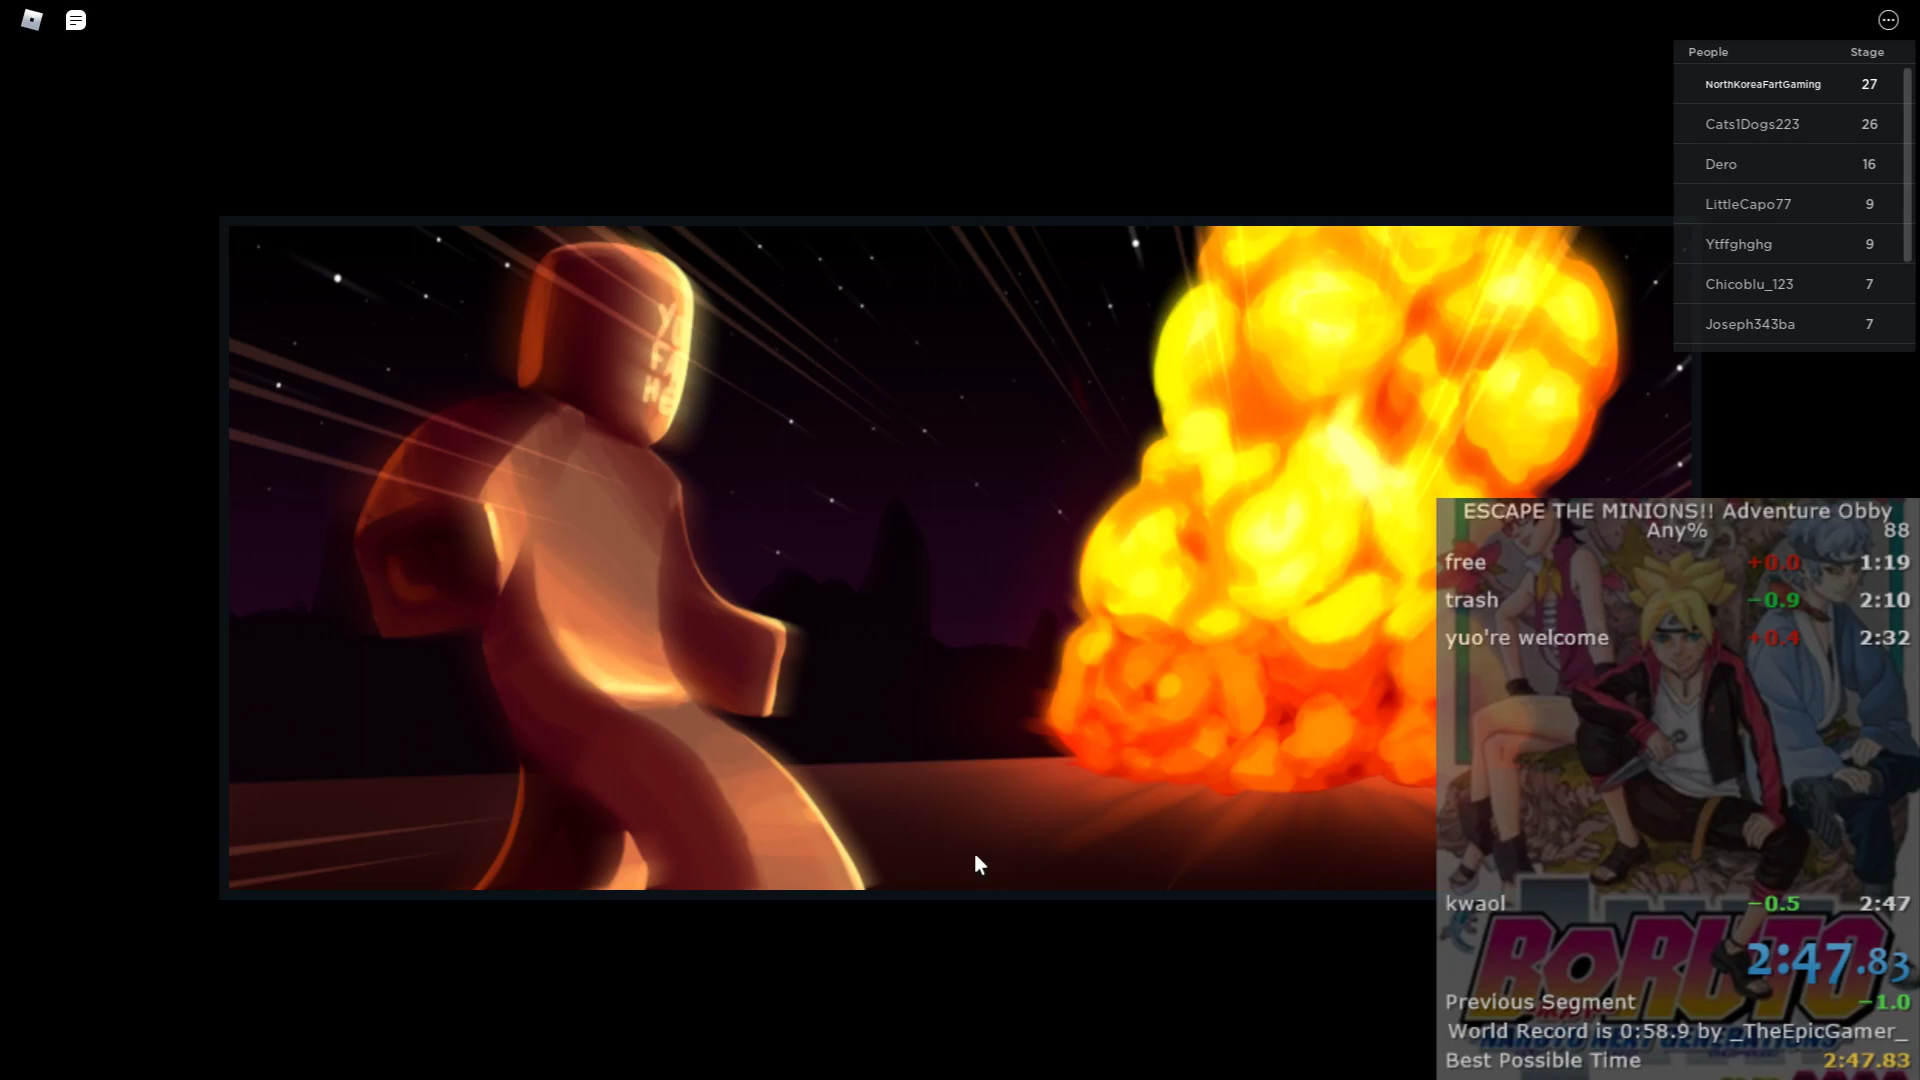 People Stage
NorthKoreaFartGaming 27
Cats1Dogs223 26
Dero 16
LittleCapo77 9
Ytffghghg 9
Chicoblu_123 7
Joseph343ba 7
ESCAPE THE MINIONS!! Adventure Obby
Any% 88
free +0.0 1:19
trash −0.9 2:10
yuo're welcome +0.4 2:32
kwaol −0.5 2:47
BORUTO
2:47.83
Previous Segment −1.0
World Record is 0:58.9 by _TheEpicGamer_
Best Possible Time 2:47.83